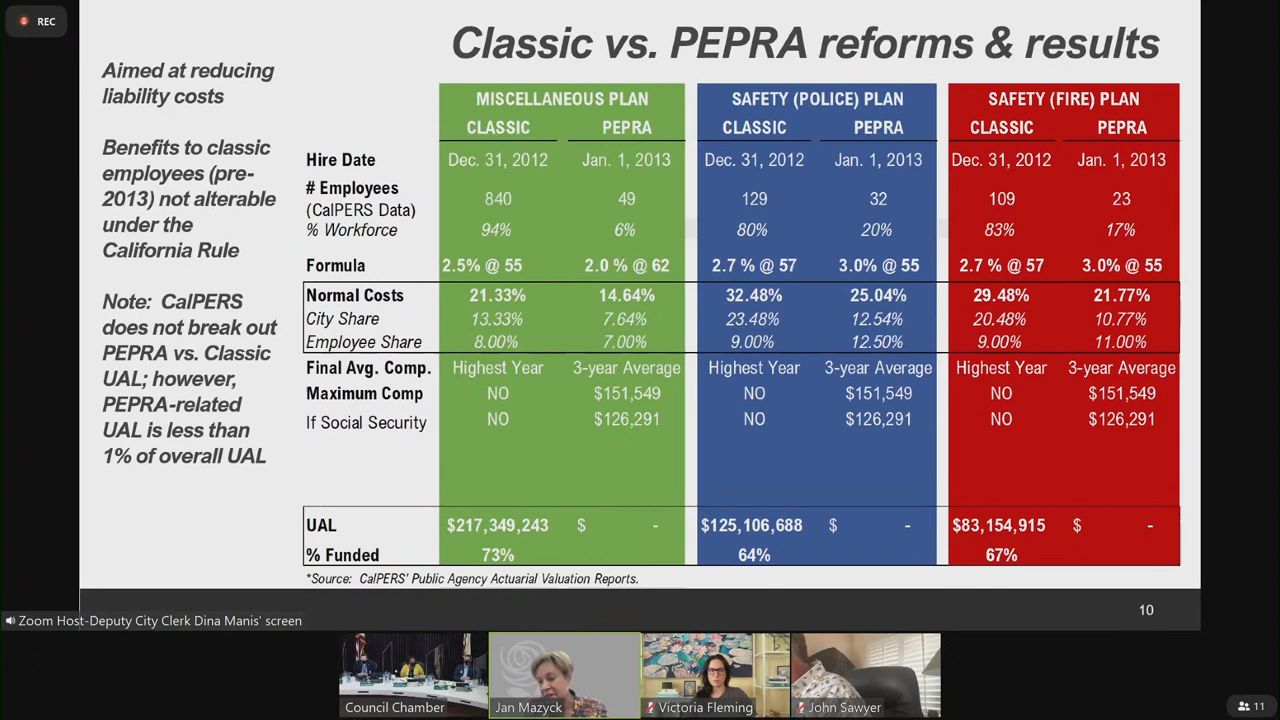 REC
Classic vs. PEPRA reforms & results
Aimed at reducing
liability costs
Benefits to classic
employees (pre-
2013) not alterable
under the
California Rule
Note: CalPERS
does not break out
PEPRA vs. Classic
UAL; however,
PEPRA-related
UAL is less than
1% of overall UAL
MISCELLANEOUS PLAN SAFETY (POLICE) PLAN SAFETY (FIRE) PLAN
CLASSIC PEPRA CLASSIC PEPRA CLASSIC PEPRA
Hire Date Dec. 31, 2012 Jan. 1, 2013 Dec. 31, 2012 Jan. 1, 2013 Dec. 31, 2012 Jan. 1, 2013
# Employees
(CalPERS Data) 840 49 129 32 109 23
% Workforce 94% 6% 80% 20% 83% 17%
Formula 2.5% @ 55 2.0 % @ 62 2.7 % @ 57 3.0% @ 55 2.7 % @ 57 3.0% @ 55
Normal Costs 21.33% 14.64% 32.48% 25.04% 29.48% 21.77%
City Share 13.33% 7.64% 23.48% 12.54% 20.48% 10.77%
Employee Share 8.00% 7.00% 9.00% 12.50% 9.00% 11.00%
Final Avg. Comp. Highest Year 3-year Average Highest Year 3-year Average Highest Year 3-year Average
Maximum Comp NO $151,549 NO $151,549 NO $151,549
If Social Security NO $126,291 NO $126,291 NO $126,291
UAL $217,349,243 $ - $125,106,688 $ - $83,154,915 $ -
% Funded 73% 64% 67%
*Source: CalPERS' Public Agency Actuarial Valuation Reports.
10
Zoom Host-Deputy City Clerk Dina Manis' screen
Council Chamber
Jan Mazyck
Victoria Fleming
John Sawyer
11